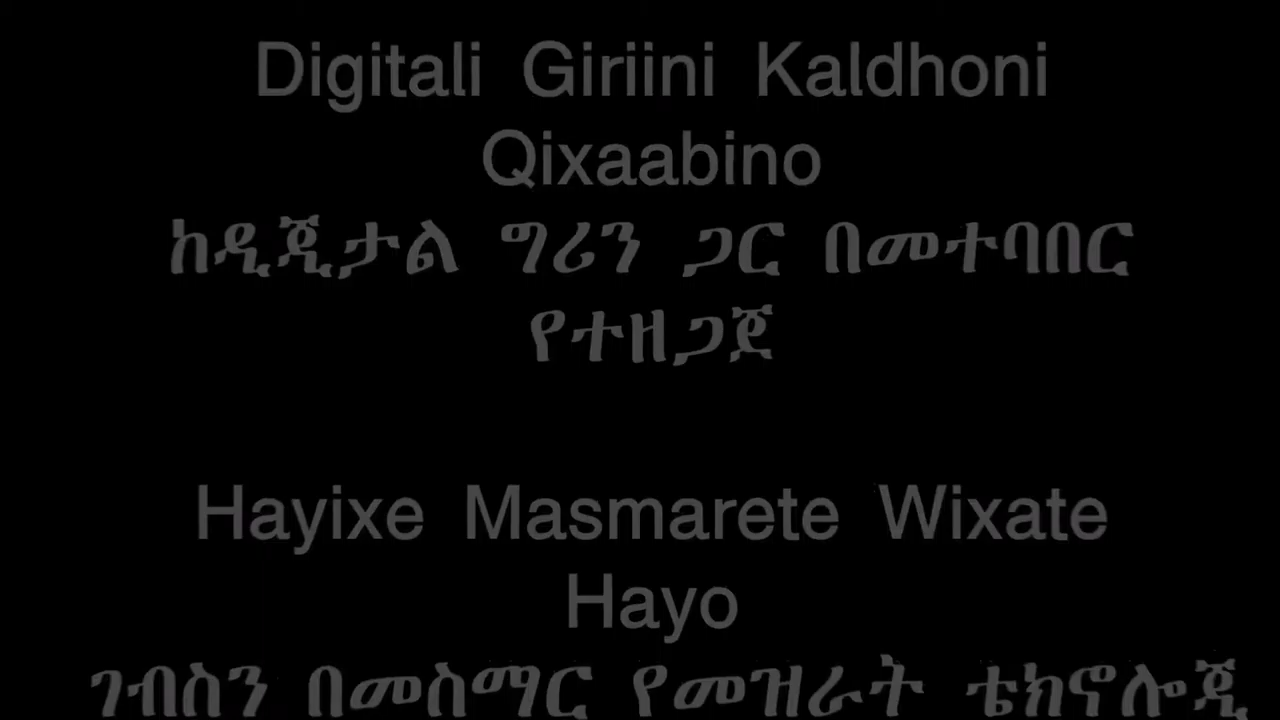 Digitali Giriini Kaldhoni
Qixaabino
ከዲጂታል ግሪን ጋር በመተባበር
የተዘጋጀ
Hayixe Masmarete Wixate
Hayo
ገብስን በመስማር የመዝራት ቴክኖሎጂ